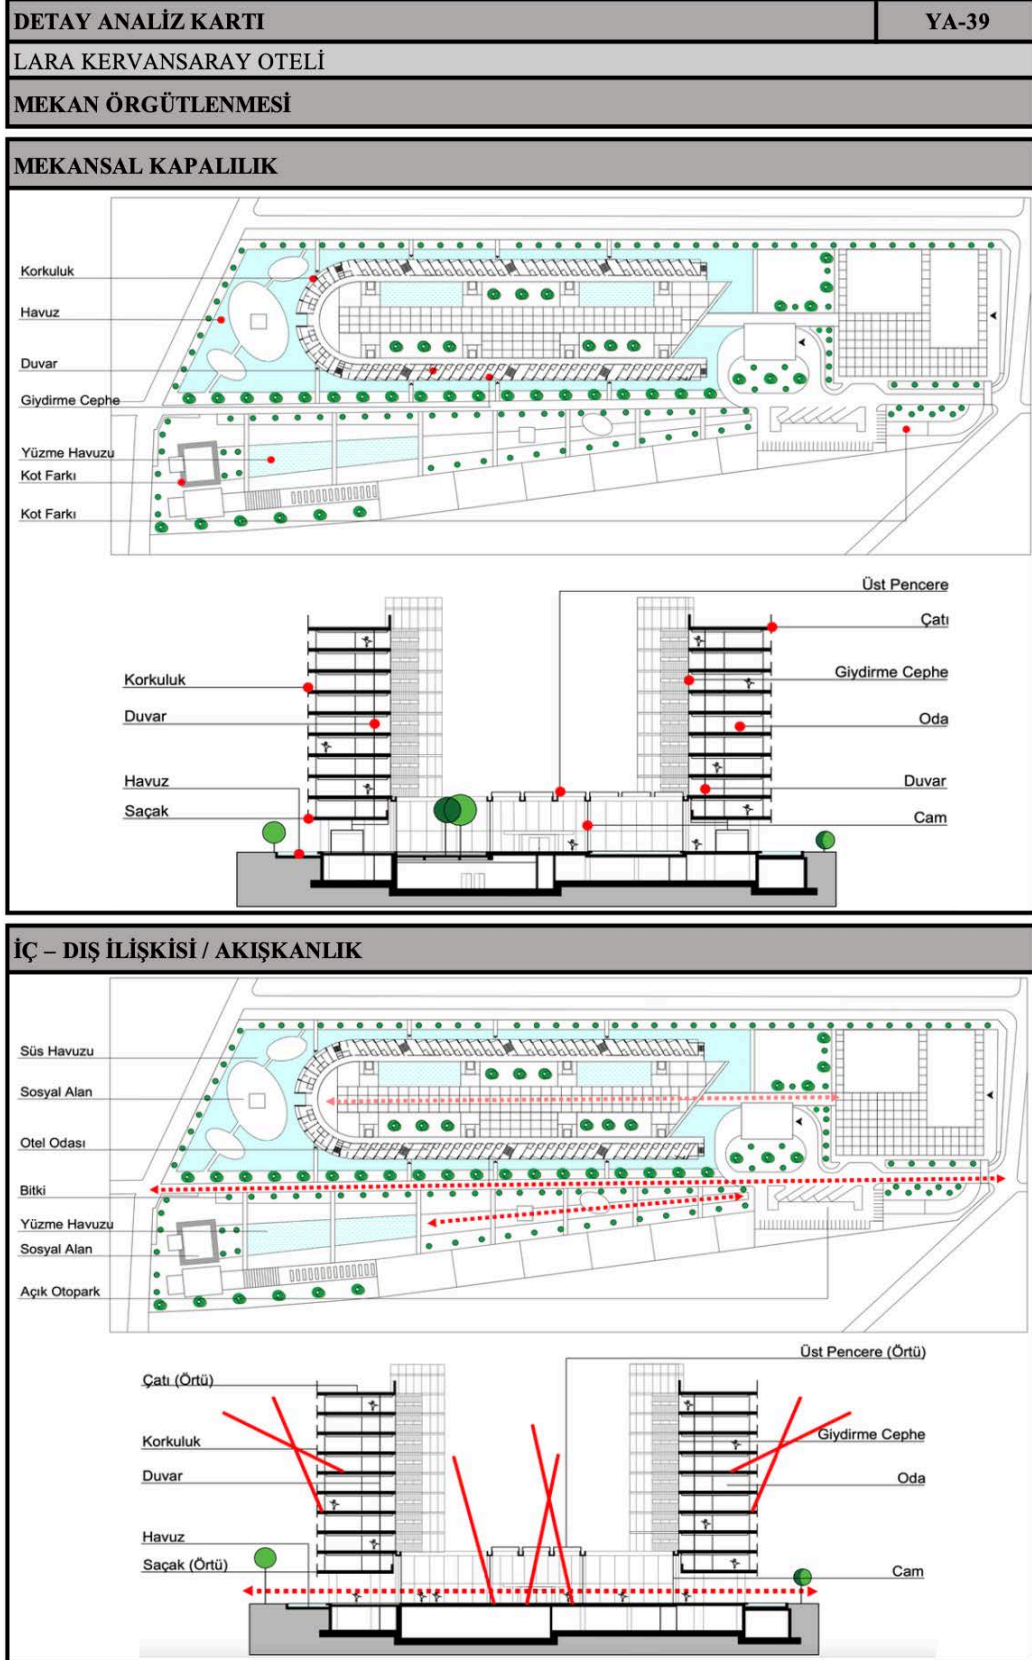 DETAY ANALİZ KARTI
YA-39
LARA KERVANSARAY OTELİ
MEKAN ÖRGÜTLENMESİ
MEKANSAL KAPALILIK
Korkuluk
Havuz
Duvar
Giydirme Cephe
Yüzme Havuzu
Kot Farkı
Kot Farkı
Üst Pencere
Çatı
Korkuluk
Giydirme Cephe
Duvar
Oda
Havuz
Duvar
Saçak
Cam
İÇ – DIŞ İLİŞKİSİ / AKIŞKANLIK
Süs Havuzu
Sosyal Alan
Otel Odası
Bitki
Yüzme Havuzu
Sosyal Alan
Açık Otopark
Üst Pencere (Örtü)
Çatı (Örtü)
Korkuluk
Giydirme Cephe
Duvar
Oda
Havuz
Saçak (Örtü)
Cam